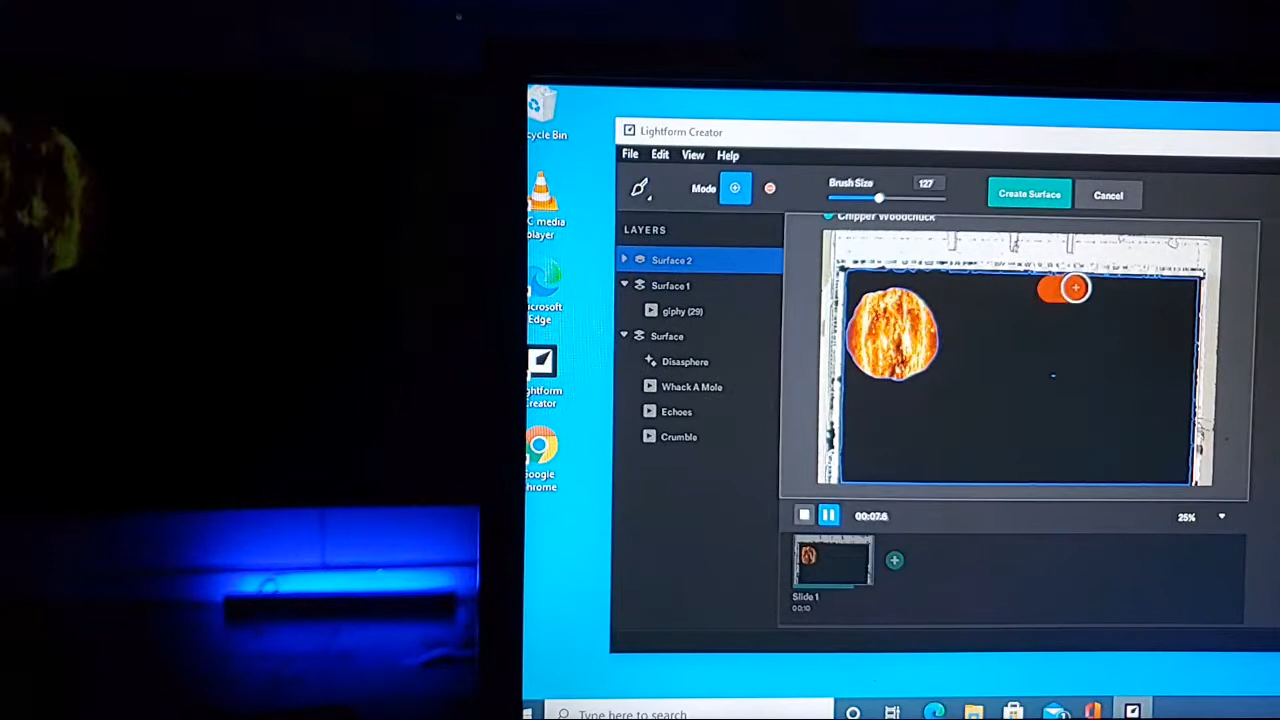 cycle Bin
C media
player
icrosoft
Edge
ghtform
Creator
Google
hrome
Lightform Creator
File Edit View Help
Mode
Brush Size 127
Create Surface
Cancel
LAYERS
Surface 2
Surface 1
giphy (29)
Surface
Disasphere
Whack A Mole
Echoes
Crumble
Chipper Woodchuck
00:07.6
25%
Slide 1
00:10
Type here to search